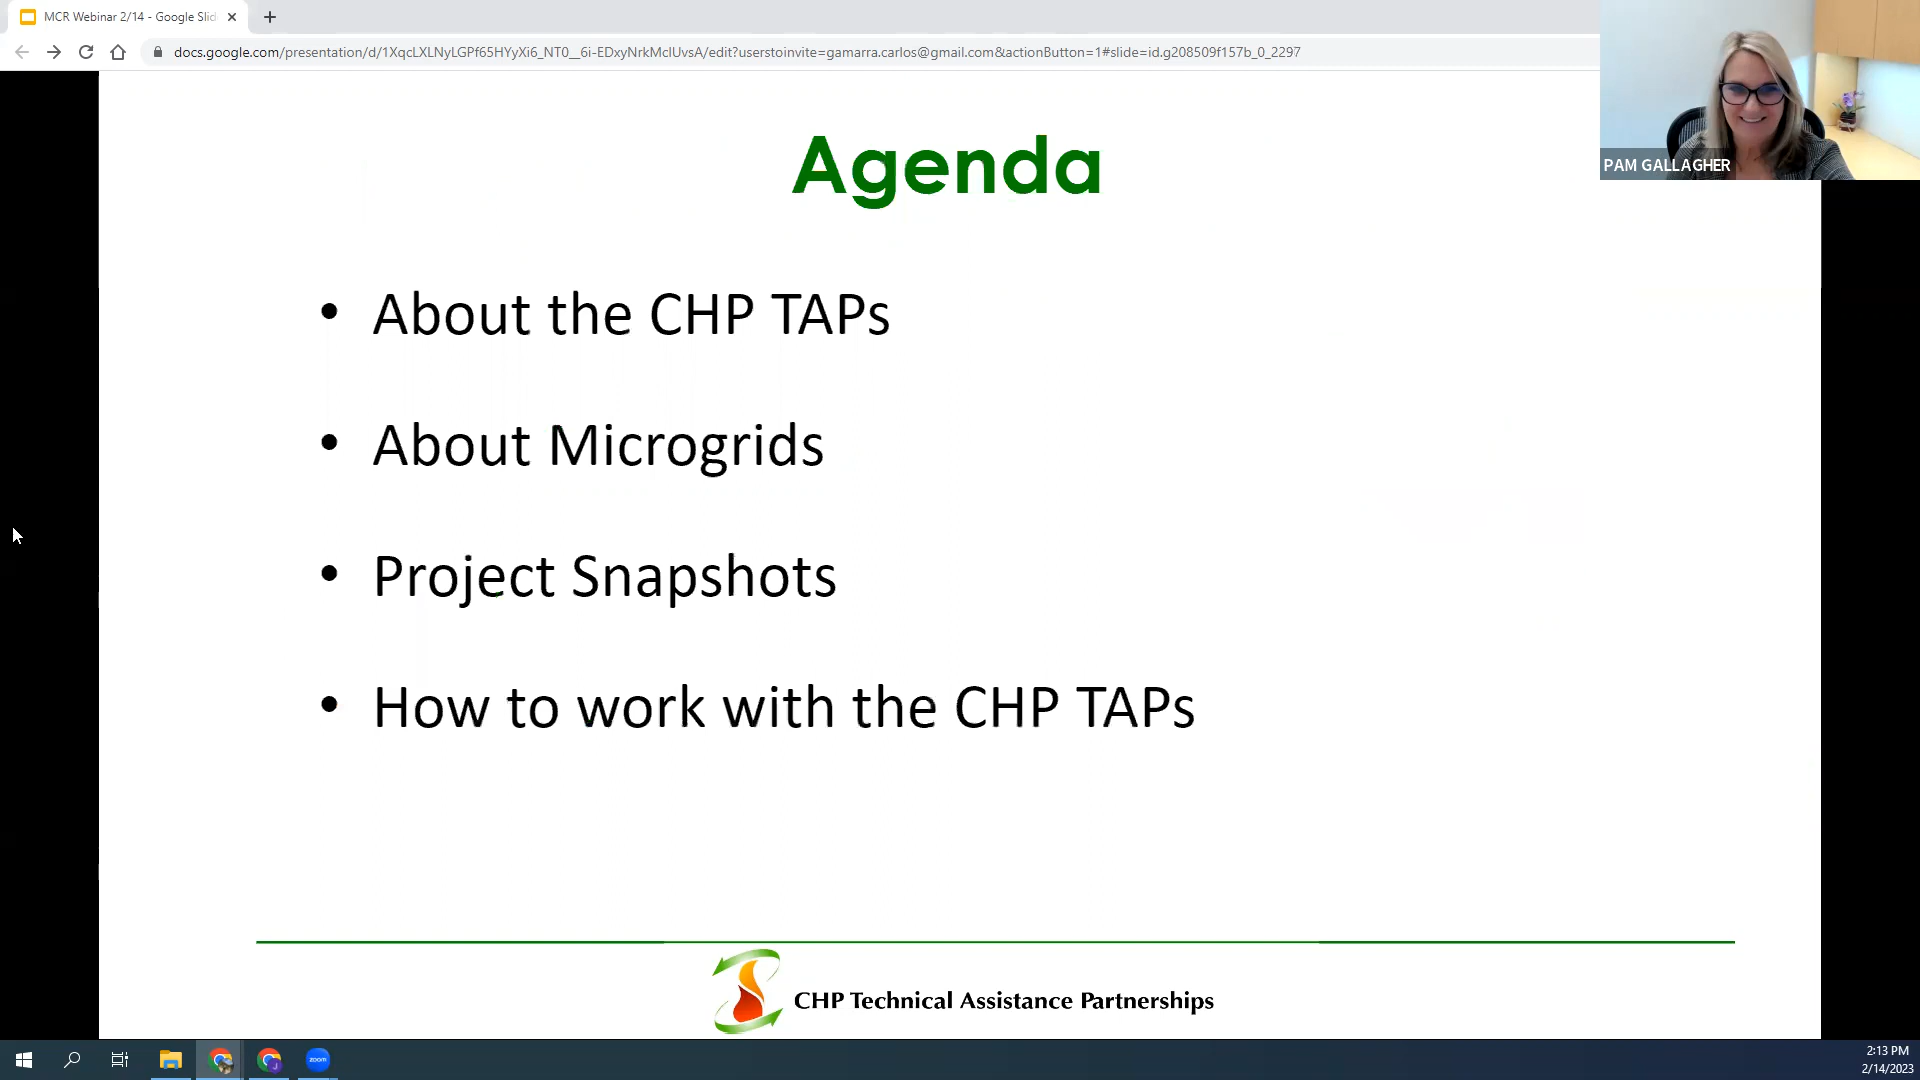 MCR Webinar 2/14 - Google Slid
docs.google.com/presentation/d/1XqcLXLNyLGPf65HYyXi6_NT0__6i-EDxyNrkMclUvsA/edit?userstoinvite=gamarra.carlos@gmail.com&actionButton=1#slide=id.g208509f157b_0_2297
PAM GALLAGHER
Agenda
• About the CHP TAPs
• About Microgrids
• Project Snapshots
• How to work with the CHP TAPs
CHP Technical Assistance Partnerships
zoom
J
2:13 PM
2/14/2023